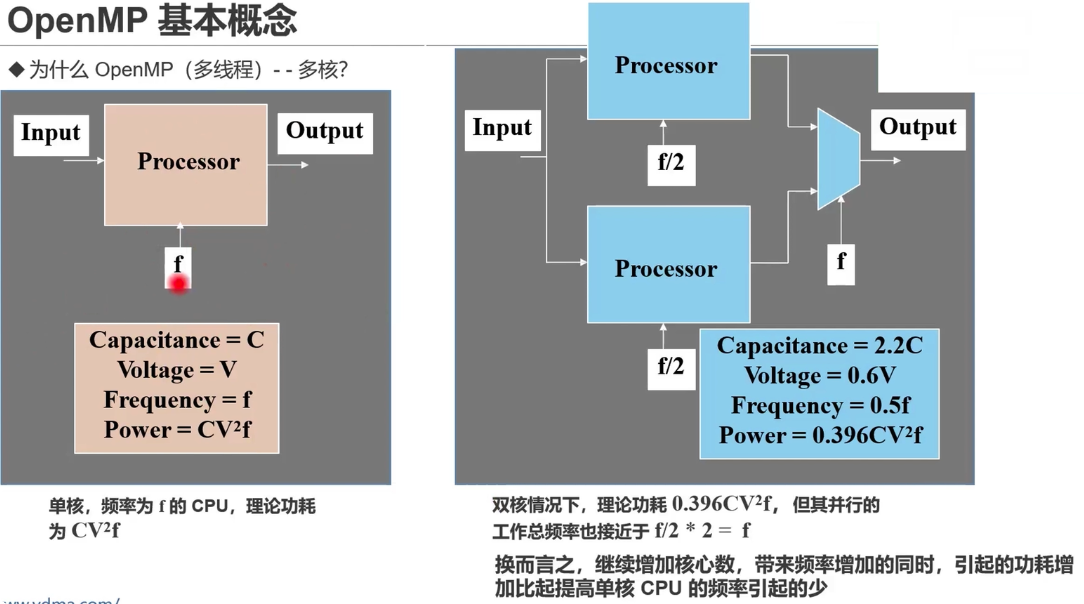 OpenMP 基本概念
◆ 为什么 OpenMP（多线程）- - 多核？
Input
Processor
Output
f
Capacitance = C
Voltage = V
Frequency = f
Power = CV²f
单核，频率为 f 的 CPU，理论功耗
为 CV²f
Processor
Input
f/2
Output
Processor
f
f/2
Capacitance = 2.2C
Voltage = 0.6V
Frequency = 0.5f
Power = 0.396CV²f
双核情况下，理论功耗 0.396CV²f， 但其并行的
工作总频率也接近于 f/2 * 2 = f
换而言之，继续增加核心数，带来频率增加的同时，引起的功耗增
加比起提高单核 CPU 的频率引起的少